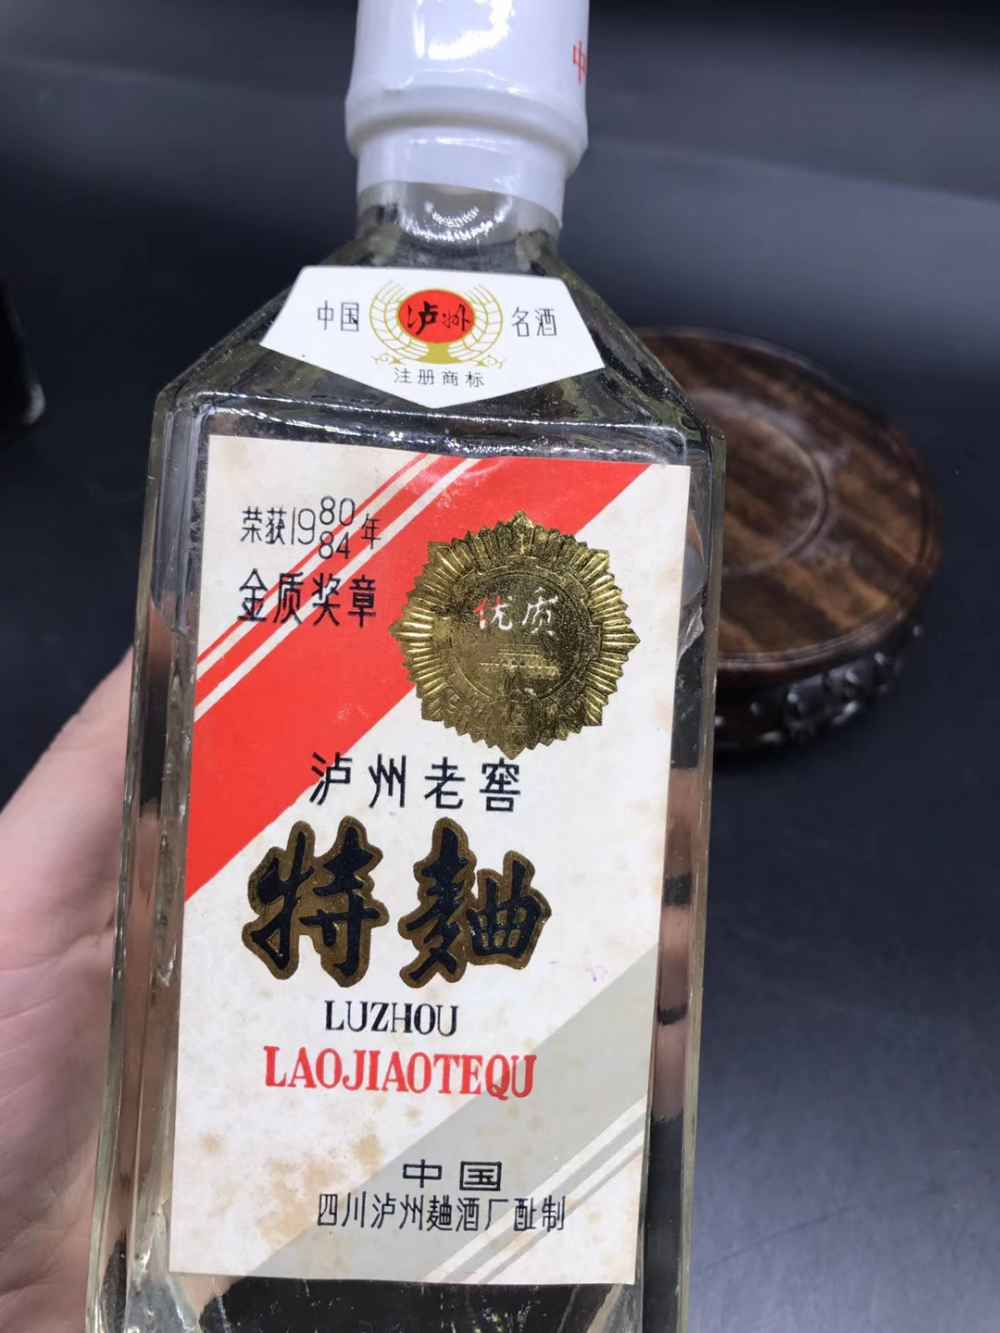 中
中国 泸州 名酒
注册商标
荣获1980
84年
金质奖章
优质
泸州老窖
特麯
LUZHOU
LAOJIAOTEQU
中国
四川泸州麯酒厂酝制